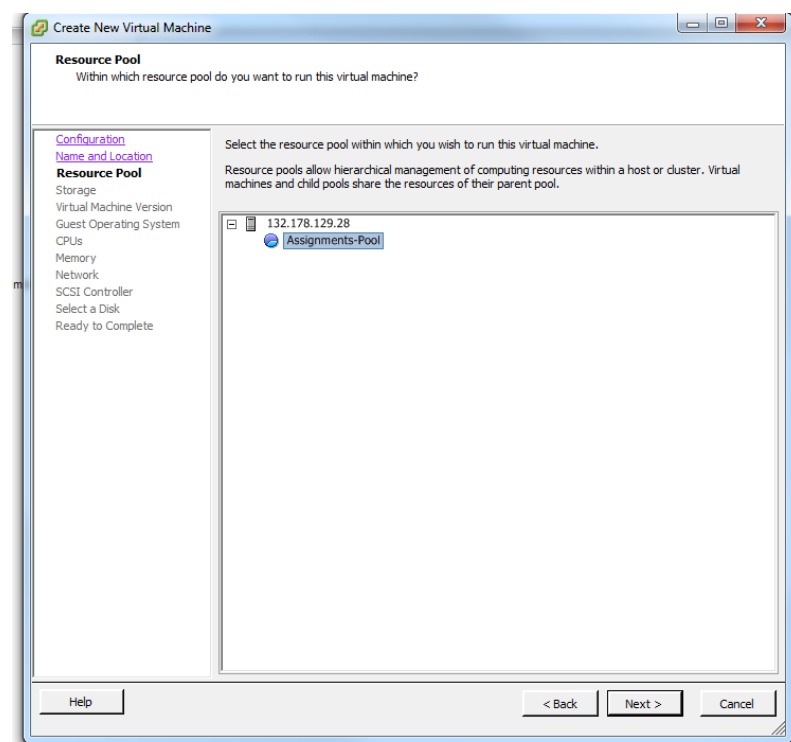 Create New Virtual Machine
Resource Pool
Within which resource pool do you want to run this virtual machine?
Configuration
Name and Location
Resource Pool
Storage
Virtual Machine Version
Guest Operating System
CPUs
Memory
Network
SCSI Controller
Select a Disk
Ready to Complete
Select the resource pool within which you wish to run this virtual machine.
Resource pools allow hierarchical management of computing resources within a host or cluster. Virtual
machines and child pools share the resources of their parent pool.
132.178.129.28
Assignments-Pool
m
Help
< Back
Next >
Cancel